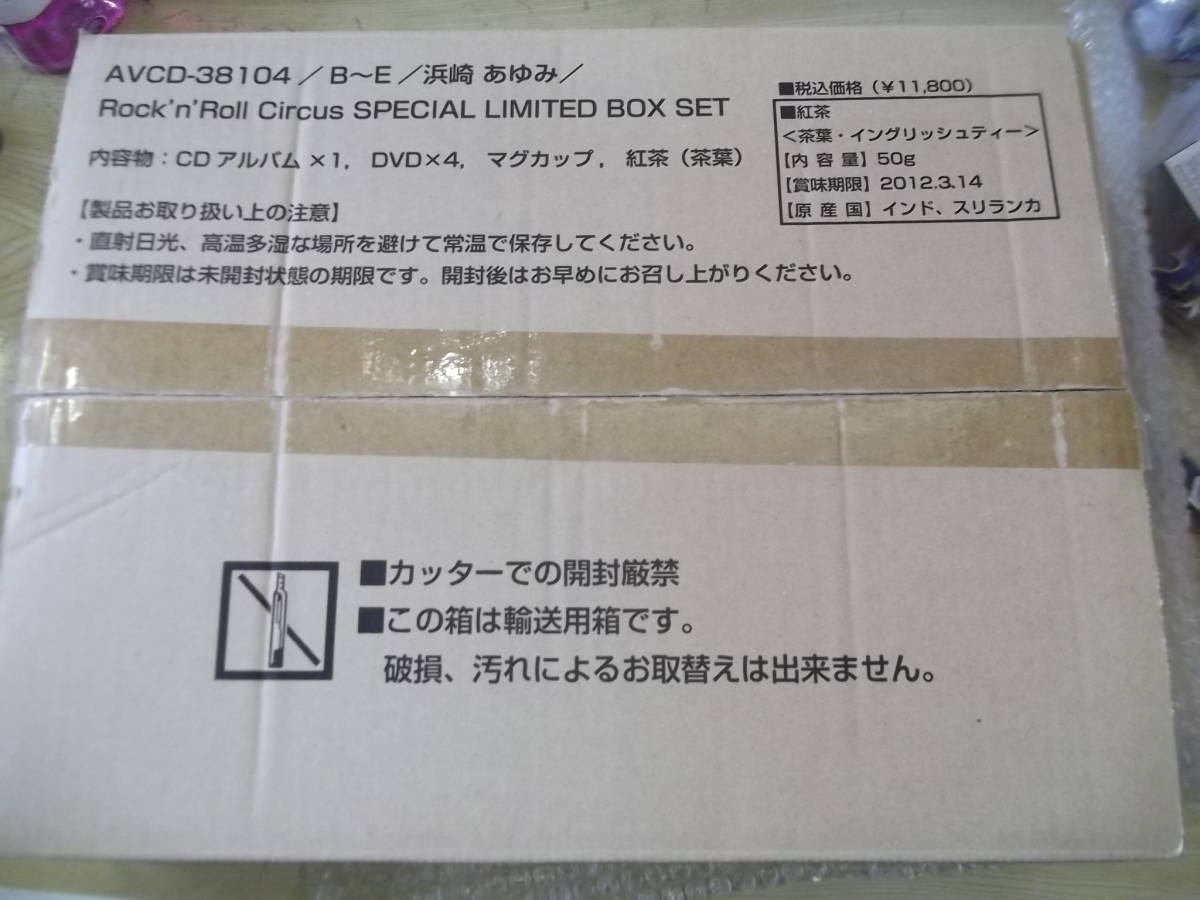 AVCD-38104／B～E／浜崎 あゆみ／
Rock'n'Roll Circus SPECIAL LIMITED BOX SET
内容物：CDアルバム×1, DVD×4, マグカップ, 紅茶（茶葉）
【製品お取り扱い上の注意】
・直射日光、高温多湿な場所を避けて常温で保存してください。
・賞味期限は未開封状態の期限です。開封後はお早めにお召し上がりください。
■税込価格（￥11,800）
■紅茶
＜茶葉・イングリッシュティー＞
【内 容 量】50g
【賞味期限】2012.3.14
【原 産 国】インド、スリランカ
■カッターでの開封厳禁
■この箱は輸送用箱です。
破損、汚れによるお取替えは出来ません。